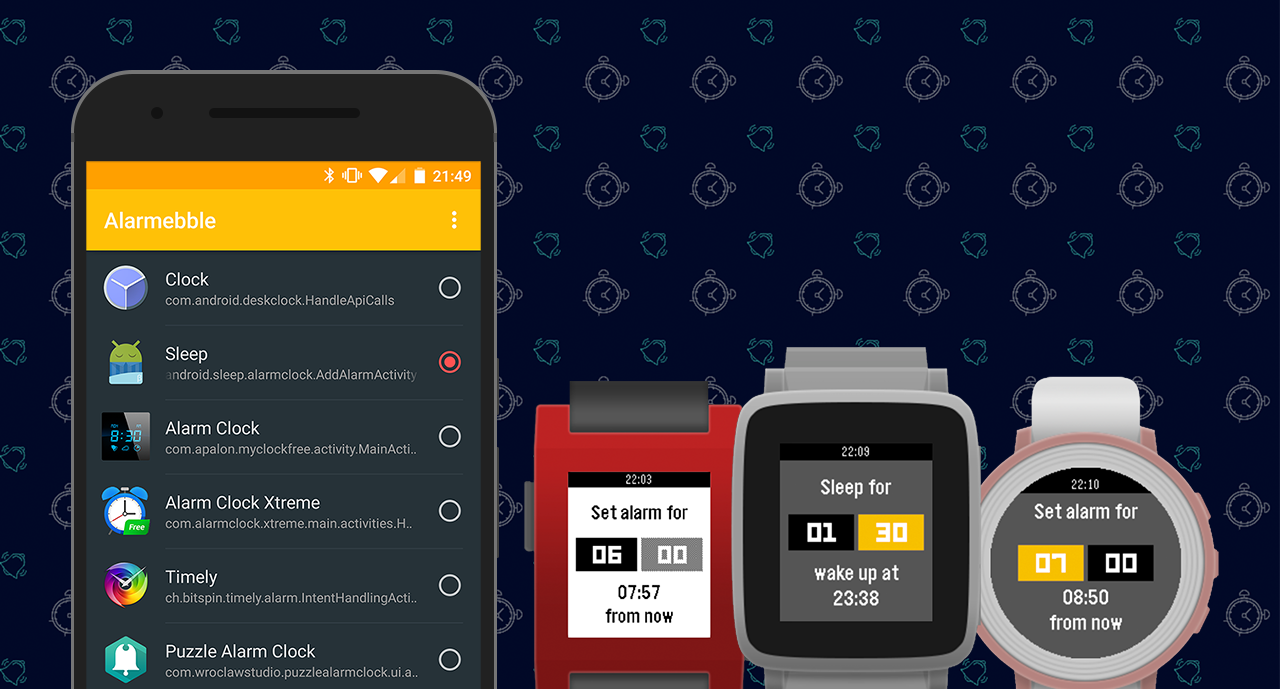 21:49
Alarmebble
Clock
com.android.deskclock.HandleApiCalls
Sleep
android.sleep.alarmclock.AddAlarmActivity
Alarm Clock
com.apalon.myclockfree.activity.MainActi..
8:30
Alarm Clock Xtreme
com.alarmclock.xtreme.main.activities.H..
Free
Timely
ch.bitspin.timely.alarm.IntentHandlingActi..
Puzzle Alarm Clock
com.wroclawstudio.puzzlealarmclock.ui.a..
22:03
Set alarm for
06 00
07:57
from now
22:09
Sleep for
01 30
wake up at
23:38
22:10
Set alarm for
07 00
08:50
from now